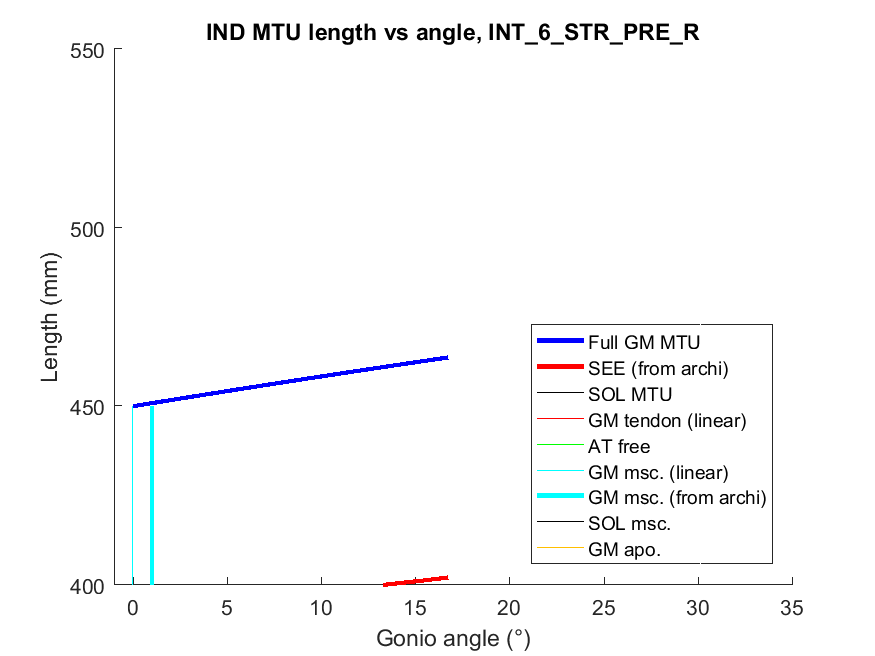 IND MTU length vs angle, INT_6_STR_PRE_R
550
500
450
400
Length (mm)
0 5 10 15 20 25 30 35
Gonio angle (°)
Full GM MTU
SEE (from archi)
SOL MTU
GM tendon (linear)
AT free
GM msc. (linear)
GM msc. (from archi)
SOL msc.
GM apo.